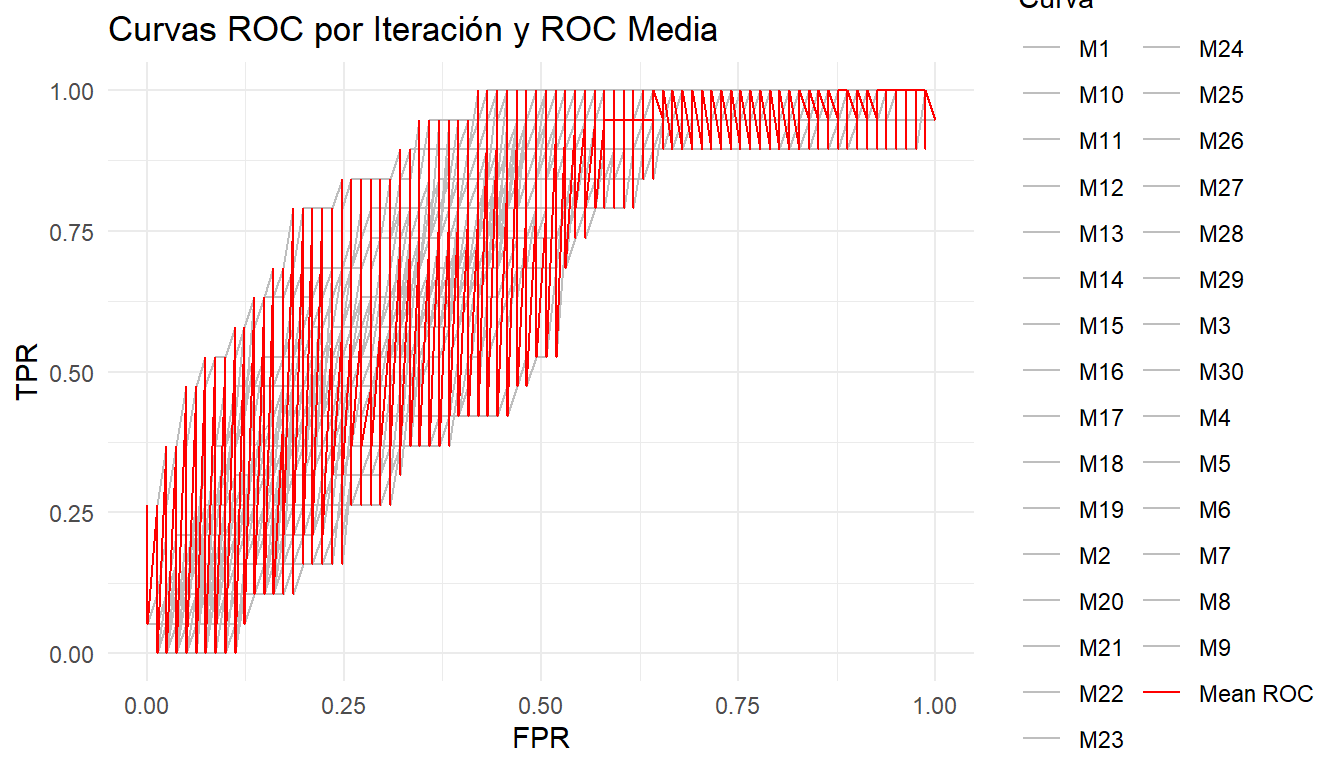 Curvas ROC por Iteración y ROC Media
Curva
1.00
0.75
0.50
0.25
0.00
TPR
0.00 0.25 0.50 0.75 1.00
FPR
M1
M10
M11
M12
M13
M14
M15
M16
M17
M18
M19
M2
M20
M21
M22
M23
M24
M25
M26
M27
M28
M29
M3
M30
M4
M5
M6
M7
M8
M9
Mean ROC